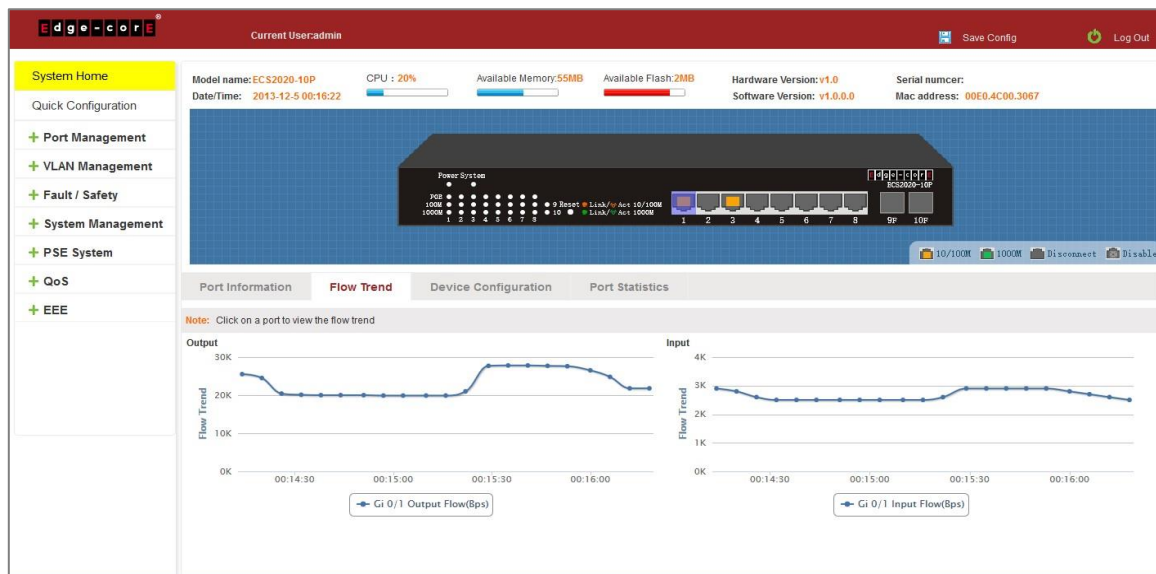 Edge-corE®
Current User:admin
Save Config
Log Out
System Home
Quick Configuration
+ Port Management
+ VLAN Management
+ Fault / Safety
+ System Management
+ PSE System
+ QoS
+ EEE
Model name:ECS2020-10P CPU : 20% Available Memory:55MB Available Flash:2MB Hardware Version:v1.0 Serial numcer:
Date/Time: 2013-12-5 00:16:22 Software Version: v1.0.0.0 Mac address: 00E0.4C00.3067
Power System
Edge-corE
ECS2020-10P
POE
100M 9 Reset Link/ Act 10/100M
1000M 10 Link/ Act 1000M
1 2 3 4 5 6 7 8
1 2 3 4 5 6 7 8 9F 10F
10/100M 1000M Disconnect Disable
Port Information Flow Trend Device Configuration Port Statistics
Note: Click on a port to view the flow trend
Output
Flow Trend
30K
20K
10K
0K
00:14:30 00:15:00 00:15:30 00:16:00
Gi 0/1 Output Flow(Bps)
Input
Flow Trend
4K
3K
2K
1K
0K
00:14:30 00:15:00 00:15:30 00:16:00
Gi 0/1 Input Flow(Bps)